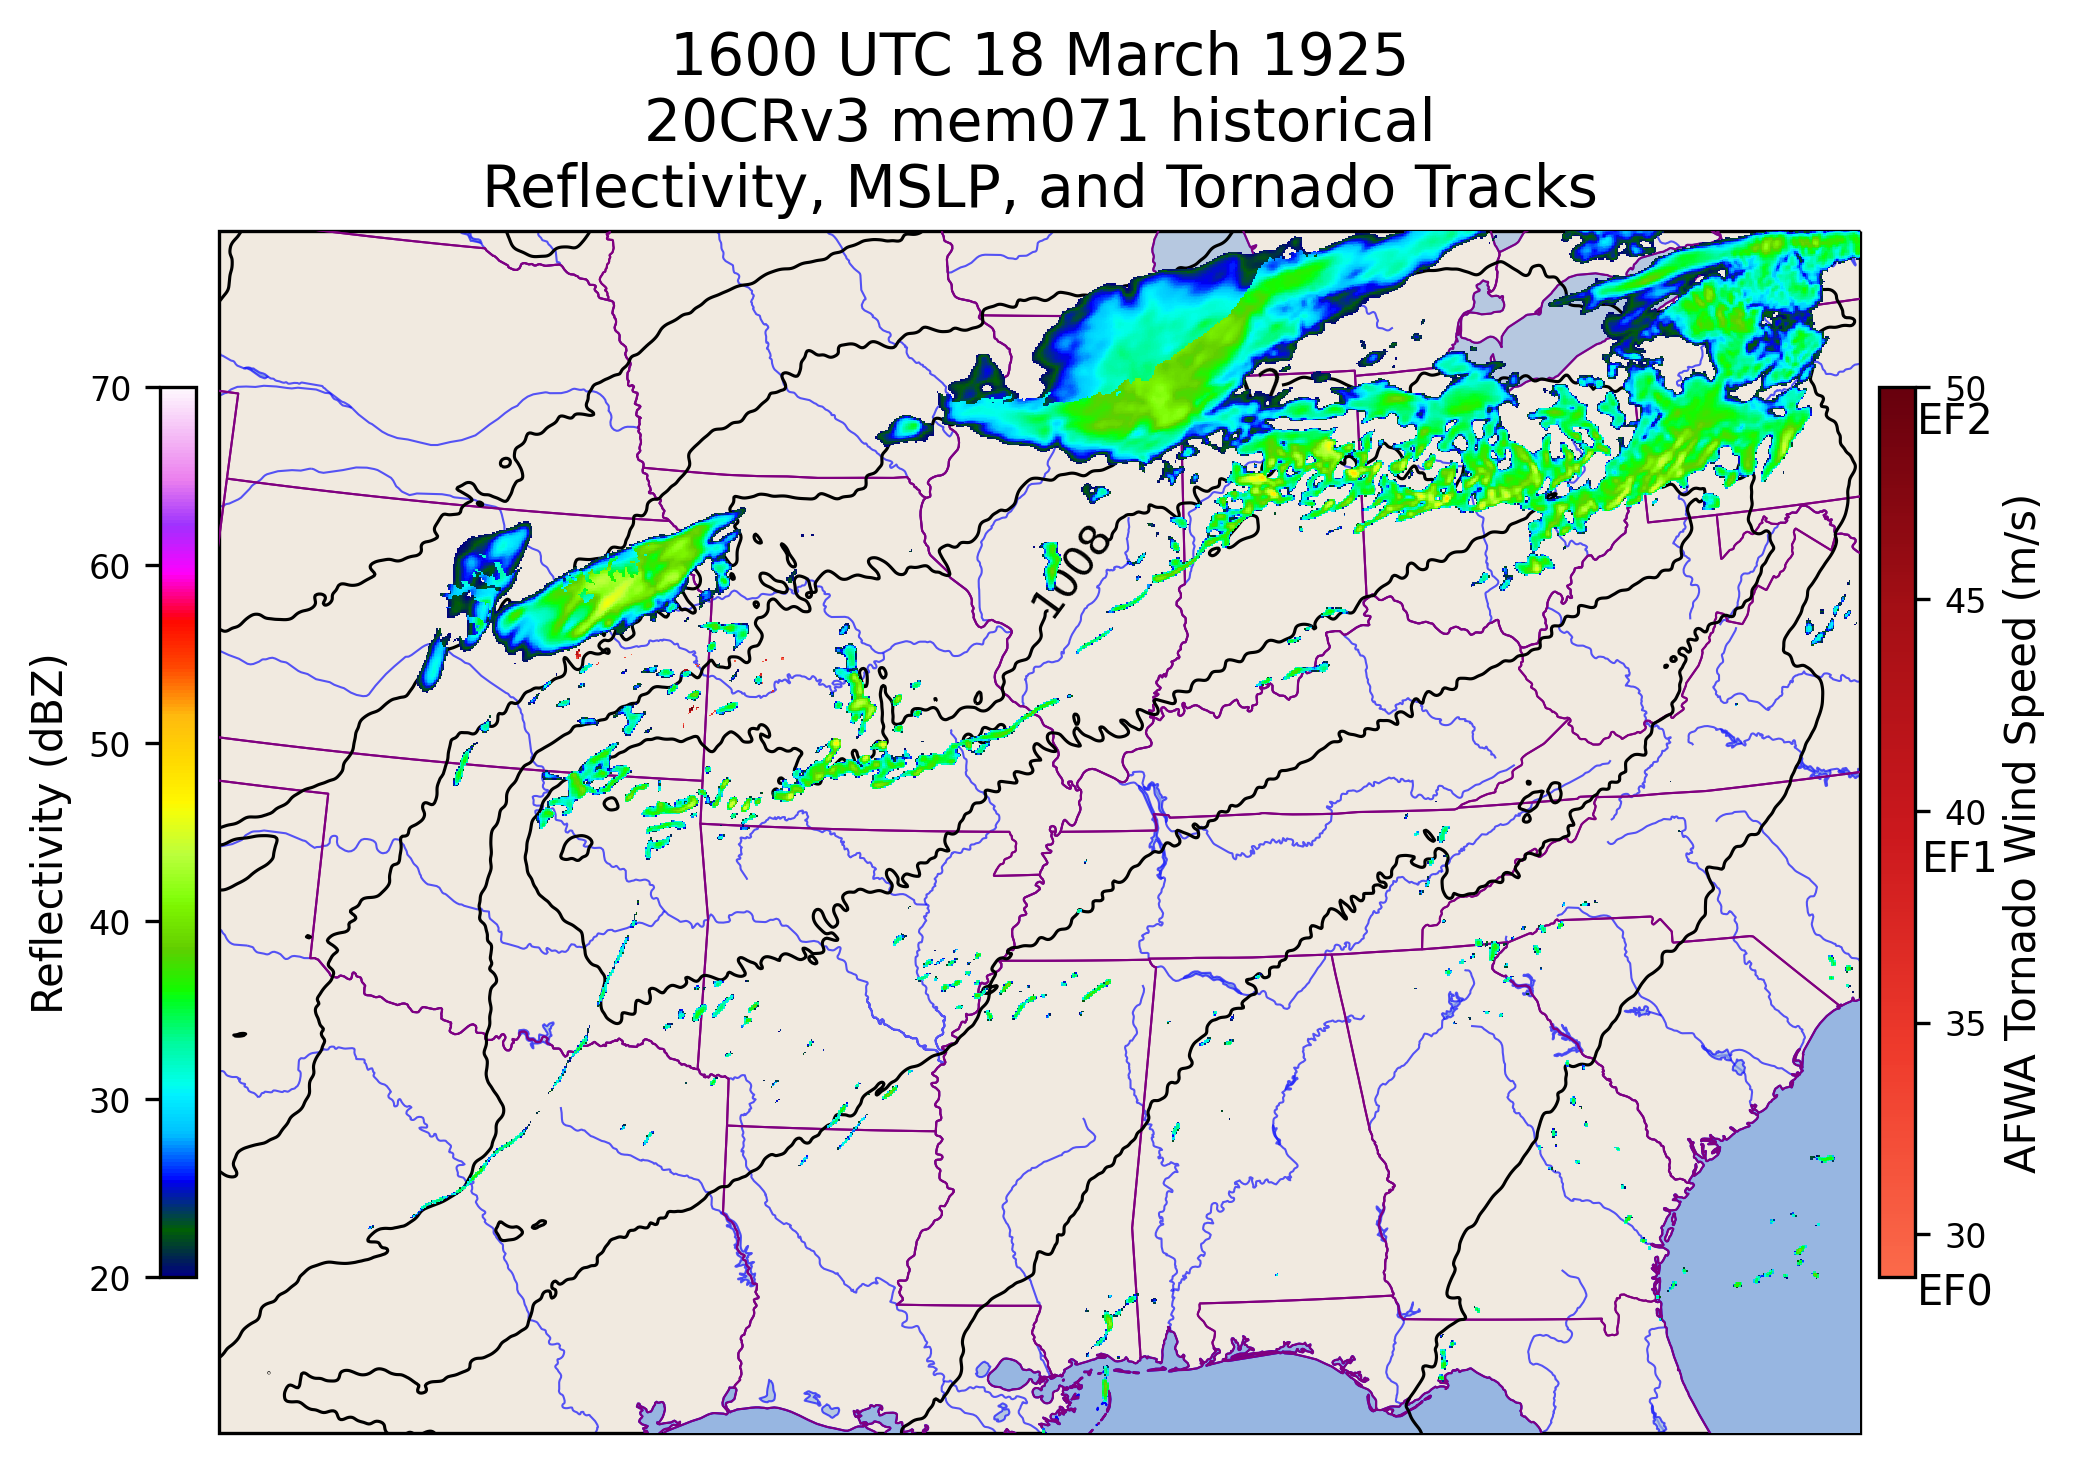 1600 UTC 18 March 1925
20CRv3 mem071 historical
Reflectivity, MSLP, and Tornado Tracks
70
60
50
40
30
20
Reflectivity (dBZ)
1008
50
EF2
45
40
EF1
35
30
EF0
AFWA Tornado Wind Speed (m/s)